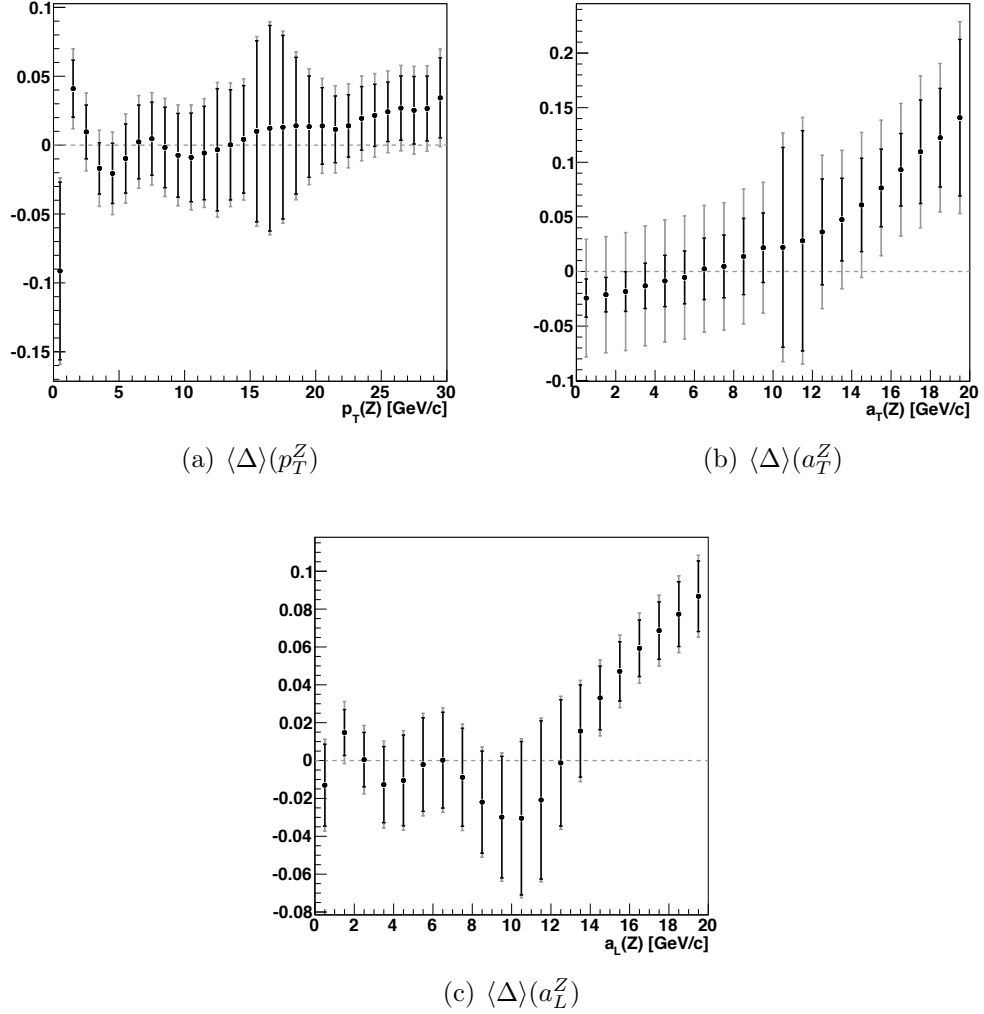 0.1
0.05
0
-0.05
-0.1
-0.15
0 5 10 15 20 25 30
p_T(Z) [GeV/c]
(a) ⟨Δ⟩(p_T^Z)
0.2
0.15
0.1
0.05
0
-0.05
-0.1
0 2 4 6 8 10 12 14 16 18 20
a_T(Z) [GeV/c]
(b) ⟨Δ⟩(a_T^Z)
0.1
0.08
0.06
0.04
0.02
0
-0.02
-0.04
-0.06
-0.08
0 2 4 6 8 10 12 14 16 18 20
a_L(Z) [GeV/c]
(c) ⟨Δ⟩(a_L^Z)